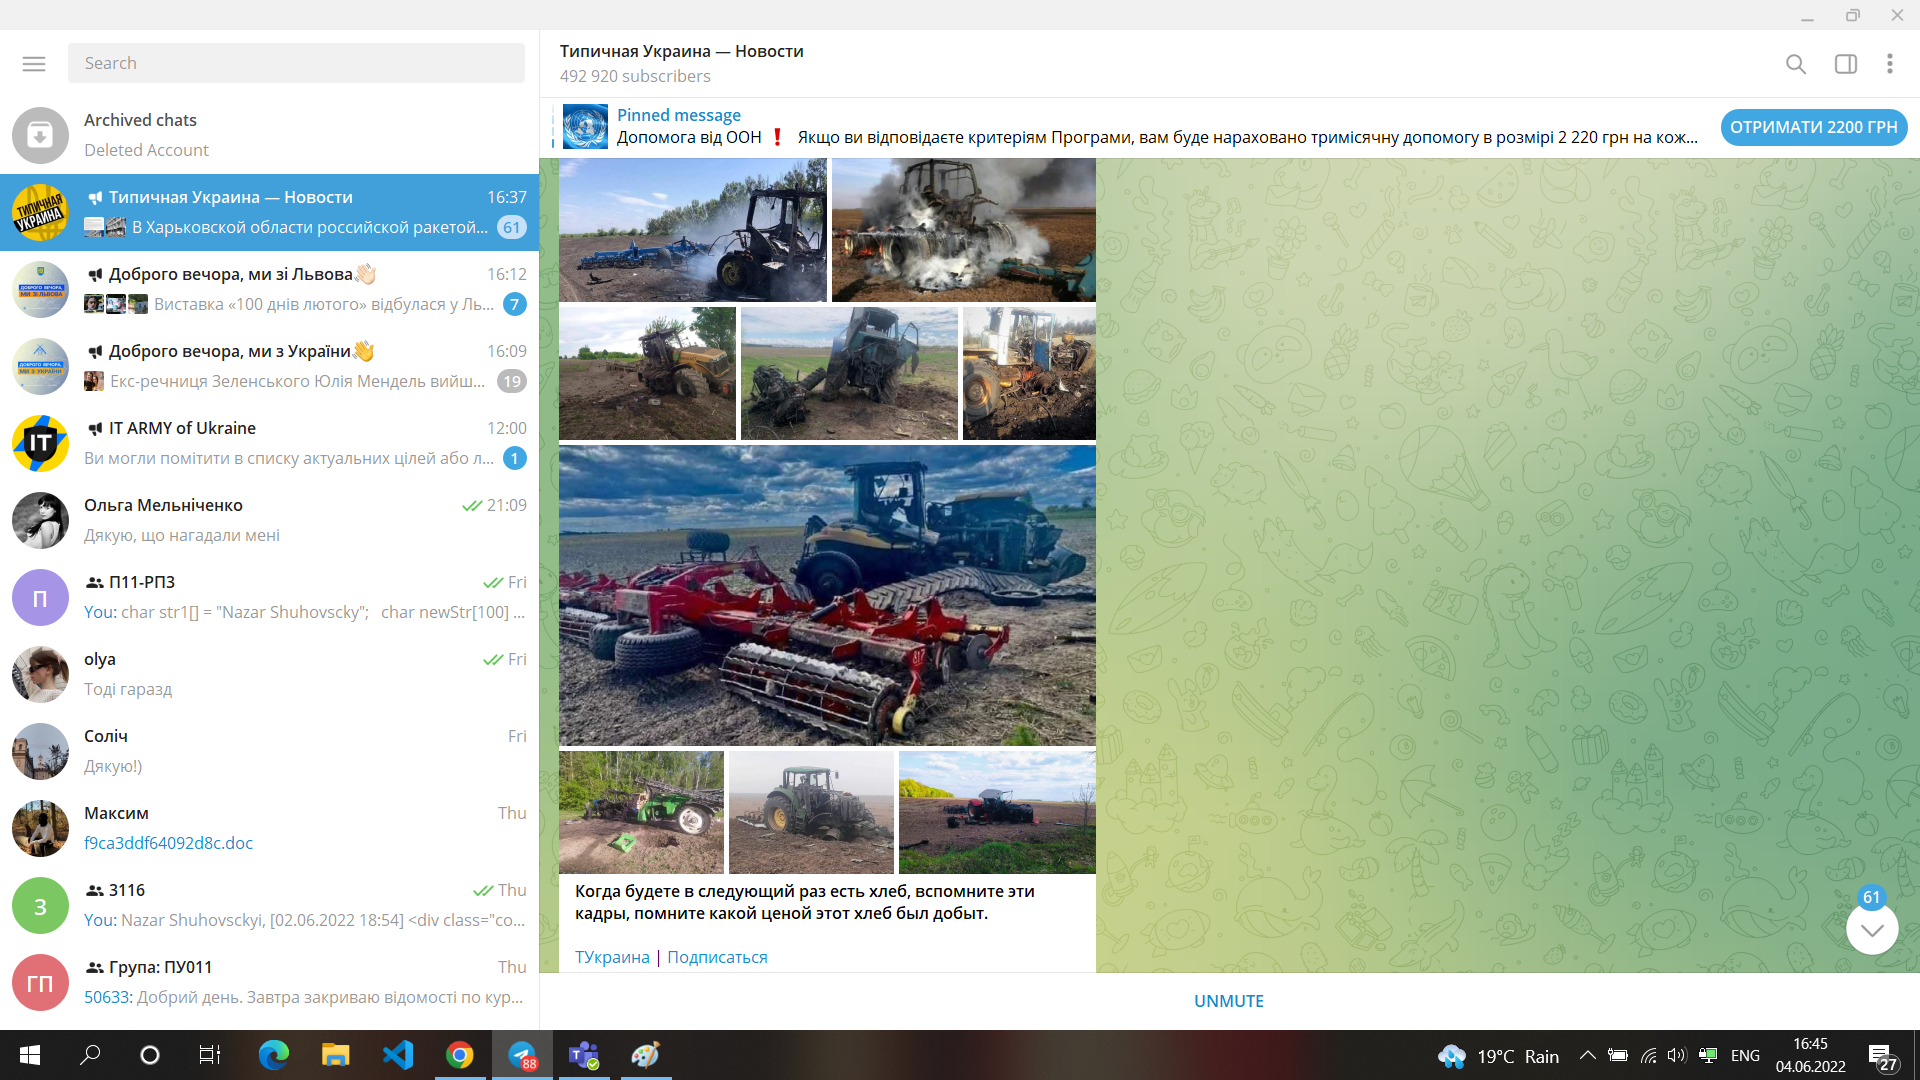 Search
Archived chats
Deleted Account
ТИПИЧНАЯ УКРАИНА
Типичная Украина — Новости 16:37
В Харьковской области российской ракетой... 61
Доброго вечора, ми зі Львова👋🏻 16:12
Виставка «100 днів лютого» відбулася у Ль... 7
Доброго вечора, ми з України👋 16:09
Екс-речниця Зеленського Юлія Мендель вийш... 19
IT
IT ARMY of Ukraine 12:00
Ви могли помітити в списку актуальних цілей або л... 1
Ольга Мельніченко 21:09
Дякую, що нагадали мені
П
П11-РПЗ Fri
You: char str1[] = "Nazar Shuhovscky"; char newStr[100] ...
olya Fri
Тоді гаразд
Соліч Fri
Дякую!)
Максим Thu
f9ca3ddf64092d8c.doc
3
3116 Thu
You: Nazar Shuhovsckyi, [02.06.2022 18:54] <div class="co...
ГП
Група: ПУ011 Thu
50633: Добрий день. Завтра закриваю відомості по кур...
Типичная Украина — Новости
492 920 subscribers
Pinned message
Допомога від ООН ❗ Якщо ви відповідаєте критеріям Програми, вам буде нараховано тримісячну допомогу в розмірі 2 220 грн на кож...
ОТРИМАТИ 2200 ГРН
Когда будете в следующий раз есть хлеб, вспомните эти
кадры, помните какой ценой этот хлеб был добыт.
ТУкраина | Подписаться
61
UNMUTE
88
19°C Rain
ENG
16:45
04.06.2022
27